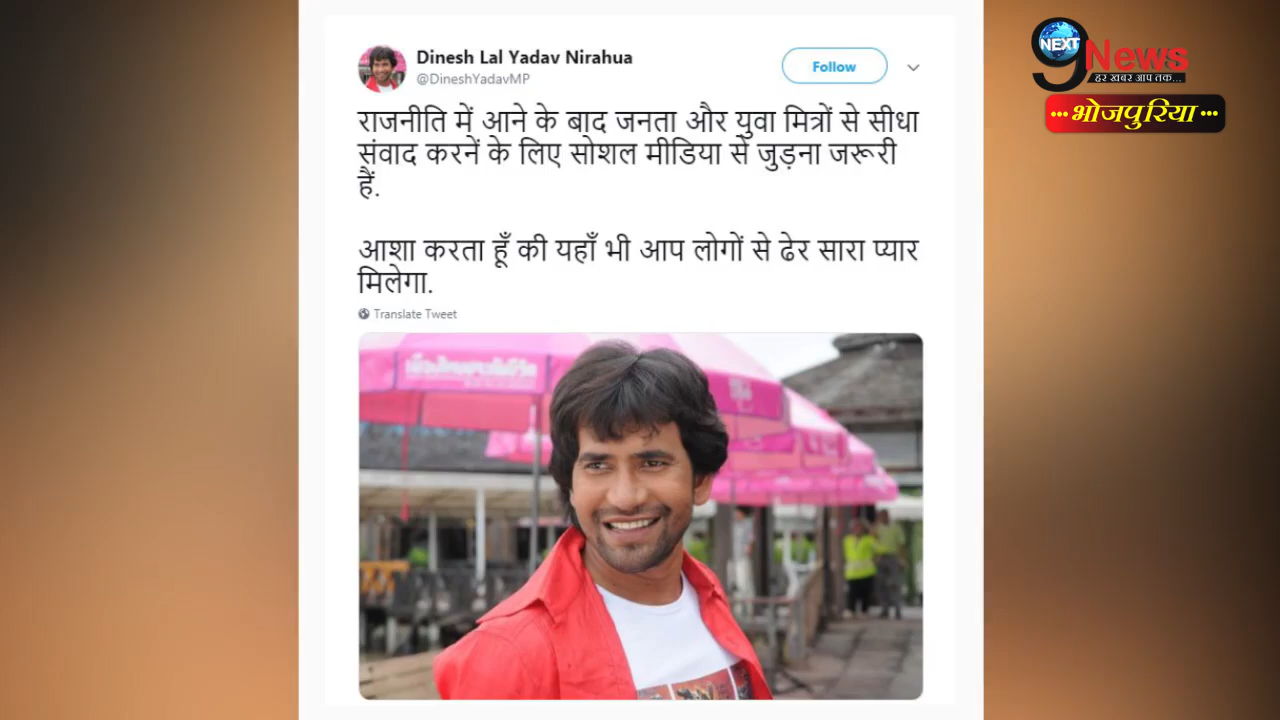 Dinesh Lal Yadav Nirahua
@DineshYadavMP
Follow
राजनीति में आने के बाद जनता और युवा मित्रों से सीधा
संवाद करनें के लिए सोशल मीडिया से जुड़ना जरूरी
हैं.
आशा करता हूँ की यहाँ भी आप लोगों से ढेर सारा प्यार
मिलेगा.
Translate Tweet
NEXT
9 News
हर खबर आप तक...
...भोजपुरिया...